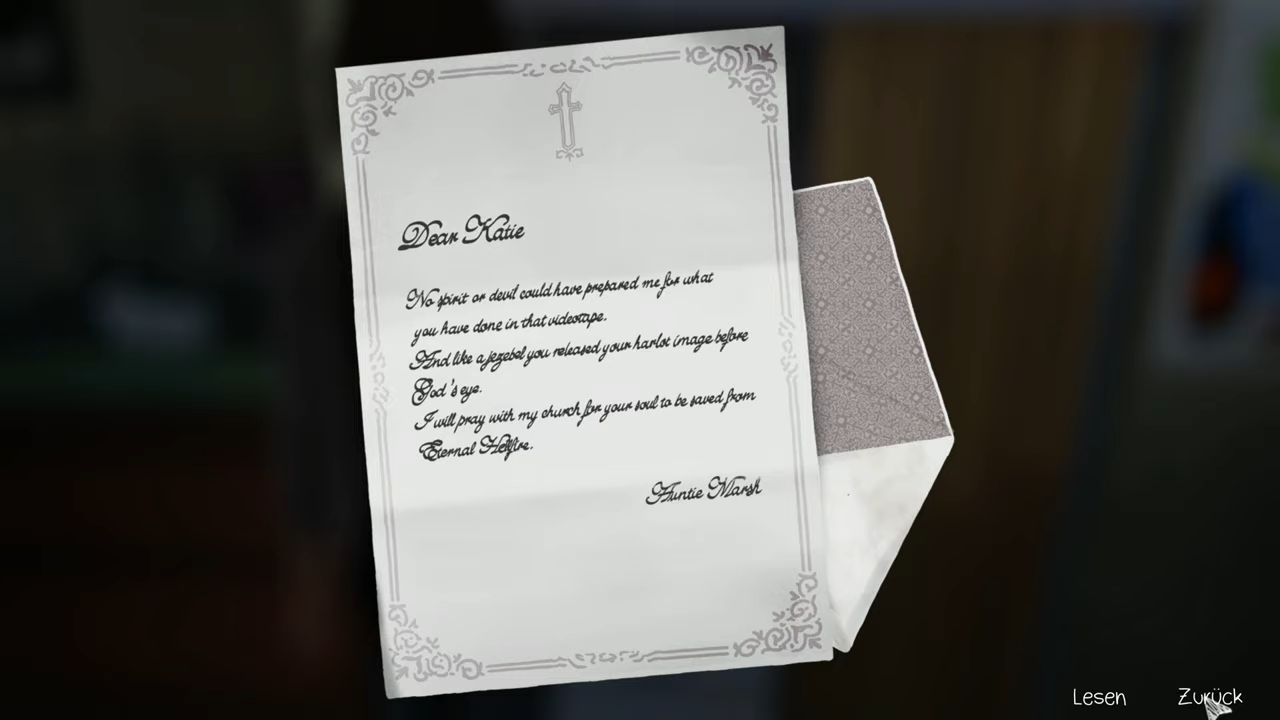 Dear Katie
No spirit or devil could have prepared me for what
you have done in that videotape.
And like a jezebel you released your harlot image before
God's eye.
I will pray with my church for your soul to be saved from
Eternal Hellfire.
Auntie Marsh
Lesen
Zurück